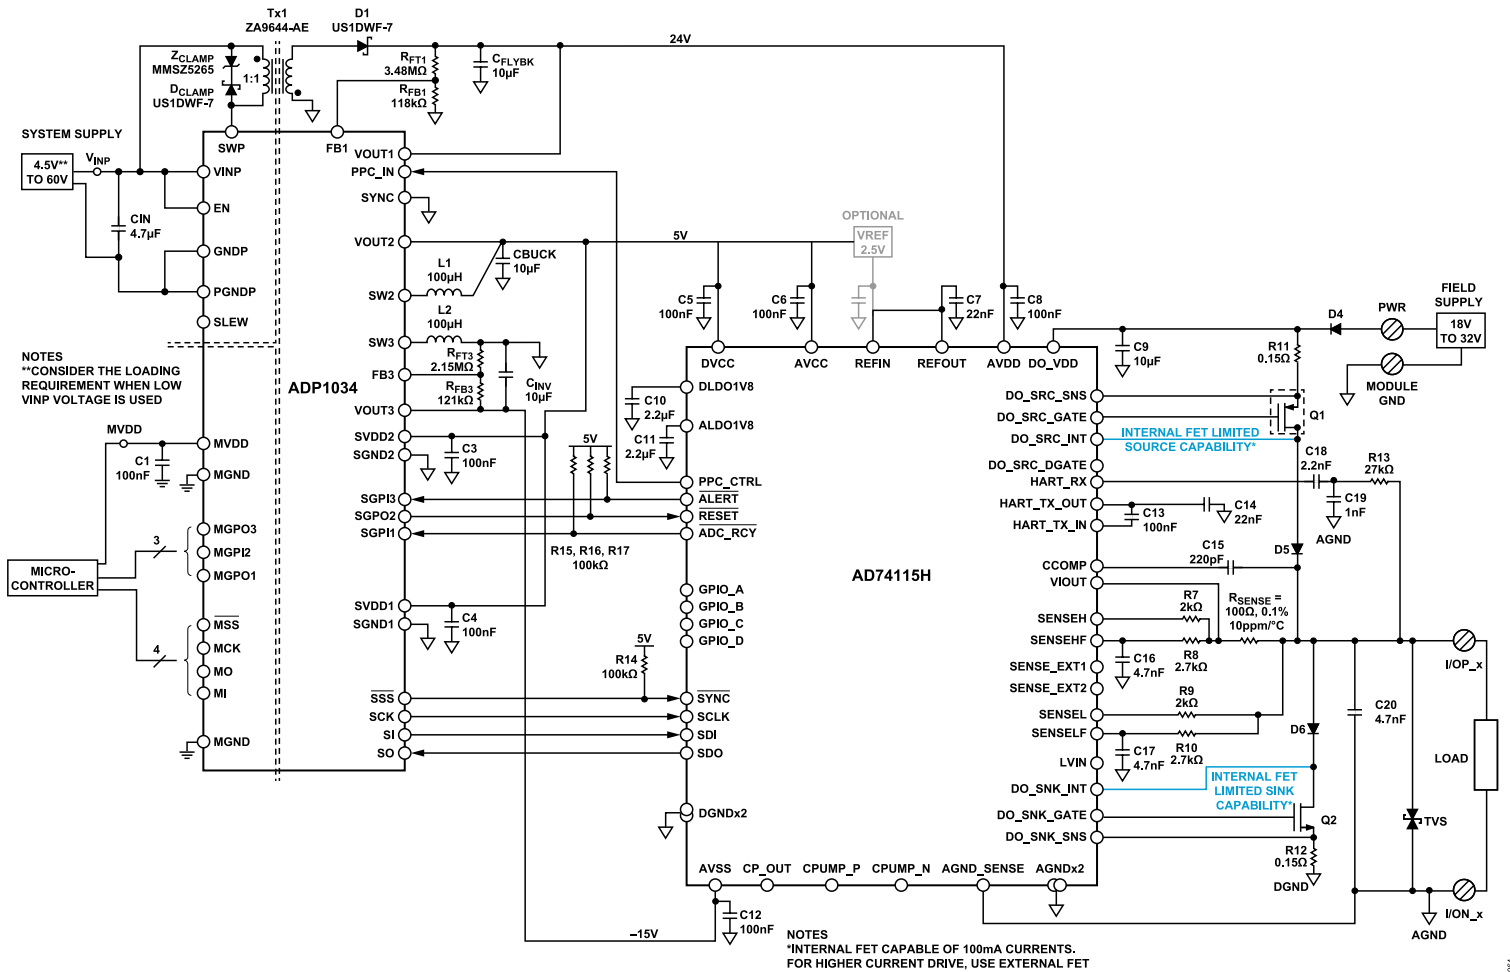 Tx1
ZA9644-AE
D1
US1DWF-7
ZCLAMP
MMSZ5265
DCLAMP
US1DWF-7
1:1
RFT1
3.48MΩ
RFB1
118kΩ
CFLYBK
10µF
24V
SYSTEM SUPPLY
4.5V**
TO 60V
VINP
CIN
4.7µF
SWP
FB1
VINP
EN
GNDP
PGNDP
SLEW
VOUT1
PPC_IN
SYNC
VOUT2
SW2
SW3
FB3
VOUT3
SVDD2
SGND2
SGPI3
SGPO2
SGPI1
SVDD1
SGND1
SSS
SCK
SI
SO
ADP1034
NOTES
**CONSIDER THE LOADING
REQUIREMENT WHEN LOW
VINP VOLTAGE IS USED
MVDD
C1
100nF
MVDD
MGND
MGPO3
MGPI2
MGPO1
MSS
MCK
MO
MI
MGND
3
4
MICRO-
CONTROLLER
L1
100µH
CBUCK
10µF
5V
L2
100µH
RFT3
2.15MΩ
RFB3
121kΩ
CINV
10µF
C3
100nF
5V
R15, R16, R17
100kΩ
C4
100nF
5V
R14
100kΩ
–15V
OPTIONAL
VREF
2.5V
C5
100nF
C6
100nF
C7
22nF
C8
100nF
C9
10µF
C10
2.2µF
C11
2.2µF
C12
100nF
DVCC
AVCC
REFIN
REFOUT
AVDD
DO_VDD
DLDO1V8
ALDO1V8
PPC_CTRL
ALERT
RESET
ADC_RCY
GPIO_A
GPIO_B
GPIO_C
GPIO_D
SYNC
SCLK
SDI
SDO
DGNDx2
AD74115H
AVSS
CP_OUT
CPUMP_P
CPUMP_N
AGND_SENSE
AGNDx2
DO_SRC_SNS
DO_SRC_GATE
DO_SRC_INT
DO_SRC_DGATE
HART_RX
HART_TX_OUT
HART_TX_IN
CCOMP
VIOUT
SENSEH
SENSEHF
SENSE_EXT1
SENSE_EXT2
SENSEL
SENSELF
LVIN
DO_SNK_INT
DO_SNK_GATE
DO_SNK_SNS
INTERNAL FET LIMITED
SOURCE CAPABILITY*
INTERNAL FET
LIMITED SINK
CAPABILITY*
D4
PWR
FIELD
SUPPLY
18V
TO 32V
MODULE
GND
R11
0.15Ω
Q1
C18
2.2nF
R13
27kΩ
C19
1nF
AGND
C13
100nF
C14
22nF
C15
220pF
D5
R7
2kΩ
RSENSE =
100Ω, 0.1%
10ppm/°C
R8
2.7kΩ
C16
4.7nF
R9
2kΩ
R10
2.7kΩ
C17
4.7nF
D6
Q2
R12
0.15Ω
DGND
C20
4.7nF
TVS
I/OP_x
LOAD
I/ON_x
AGND
NOTES
*INTERNAL FET CAPABLE OF 100mA CURRENTS.
FOR HIGHER CURRENT DRIVE, USE EXTERNAL FET